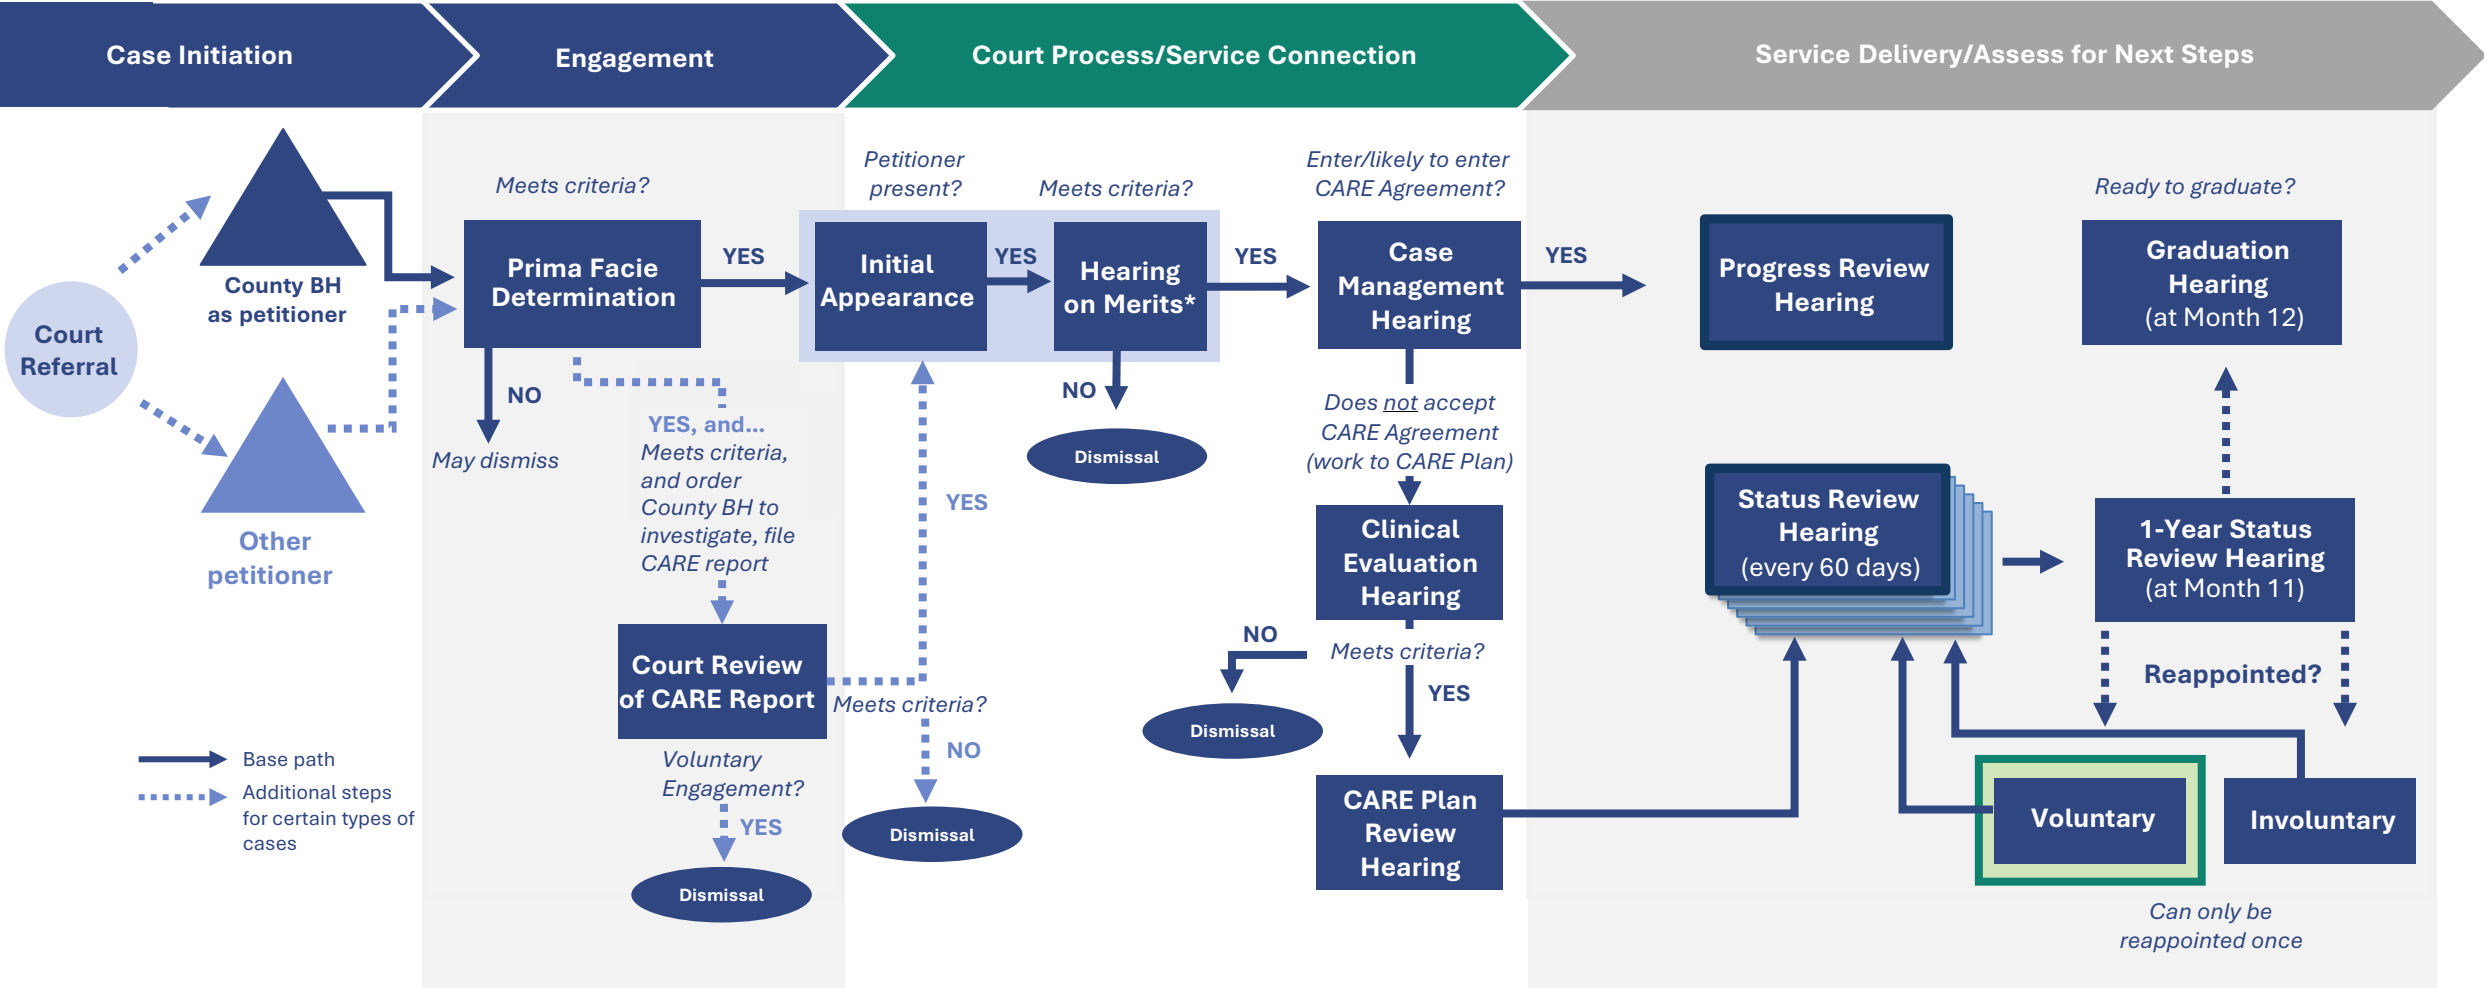 Case Initiation
Engagement
Court Process/Service Connection
Service Delivery/Assess for Next Steps
Court
Referral
County BH
as petitioner
Other
petitioner
Base path
Additional steps
for certain types of
cases
Meets criteria?
Prima Facie
Determination
YES
NO
May dismiss
YES, and...
Meets criteria,
and order
County BH to
investigate, file
CARE report
Court Review
of CARE Report
Voluntary
Engagement?
YES
Dismissal
Meets criteria?
YES
NO
Dismissal
Petitioner
present?
Initial
Appearance
YES
Meets criteria?
Hearing
on Merits*
NO
Dismissal
YES
Enter/likely to enter
CARE Agreement?
Case
Management
Hearing
YES
Does not accept
CARE Agreement
(work to CARE Plan)
Clinical
Evaluation
Hearing
Meets criteria?
NO
Dismissal
YES
CARE Plan
Review
Hearing
Progress Review
Hearing
Status Review
Hearing
(every 60 days)
Ready to graduate?
Graduation
Hearing
(at Month 12)
1-Year Status
Review Hearing
(at Month 11)
Reappointed?
Voluntary
Involuntary
Can only be
reappointed once